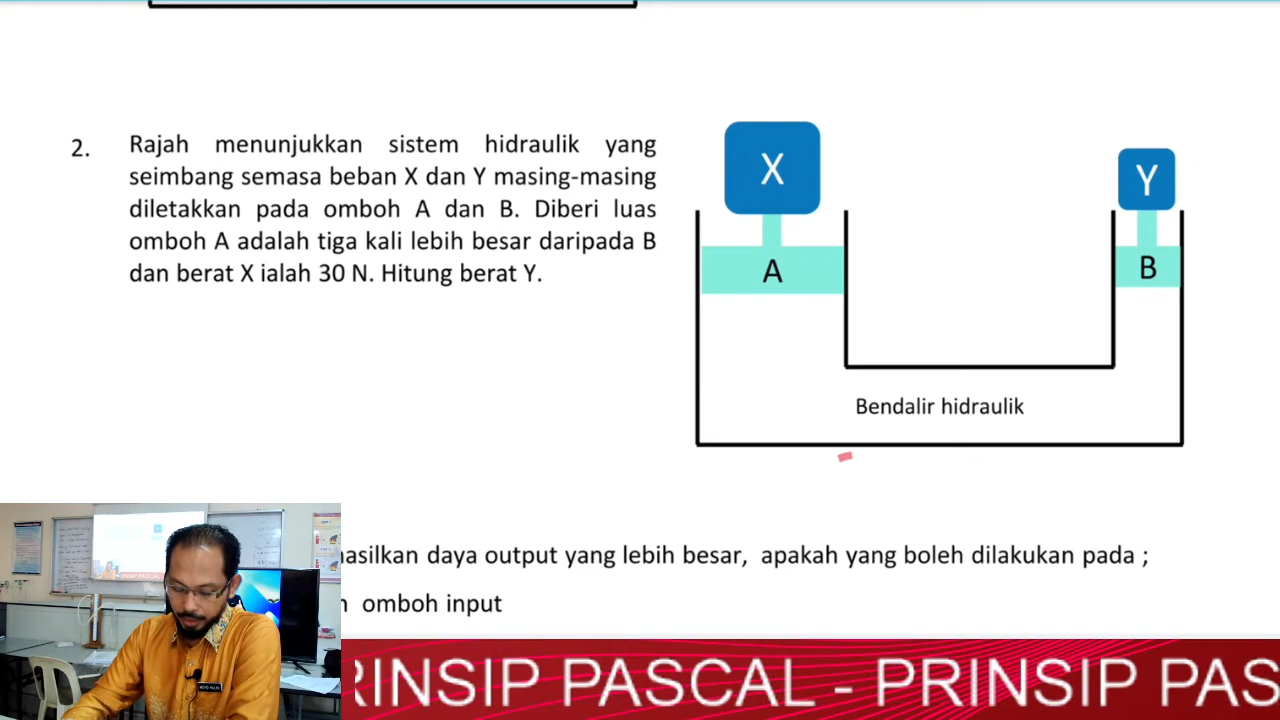 2.
Rajah menunjukkan sistem hidraulik yang
seimbang semasa beban X dan Y masing-masing
diletakkan pada omboh A dan B. Diberi luas
omboh A adalah tiga kali lebih besar daripada B
dan berat X ialah 30 N. Hitung berat Y.
X
Y
A
B
Bendalir hidraulik
asilkan daya output yang lebih besar, apakah yang boleh dilakukan pada ;
omboh input
RINSIP PASCAL - PRINSIP PAS